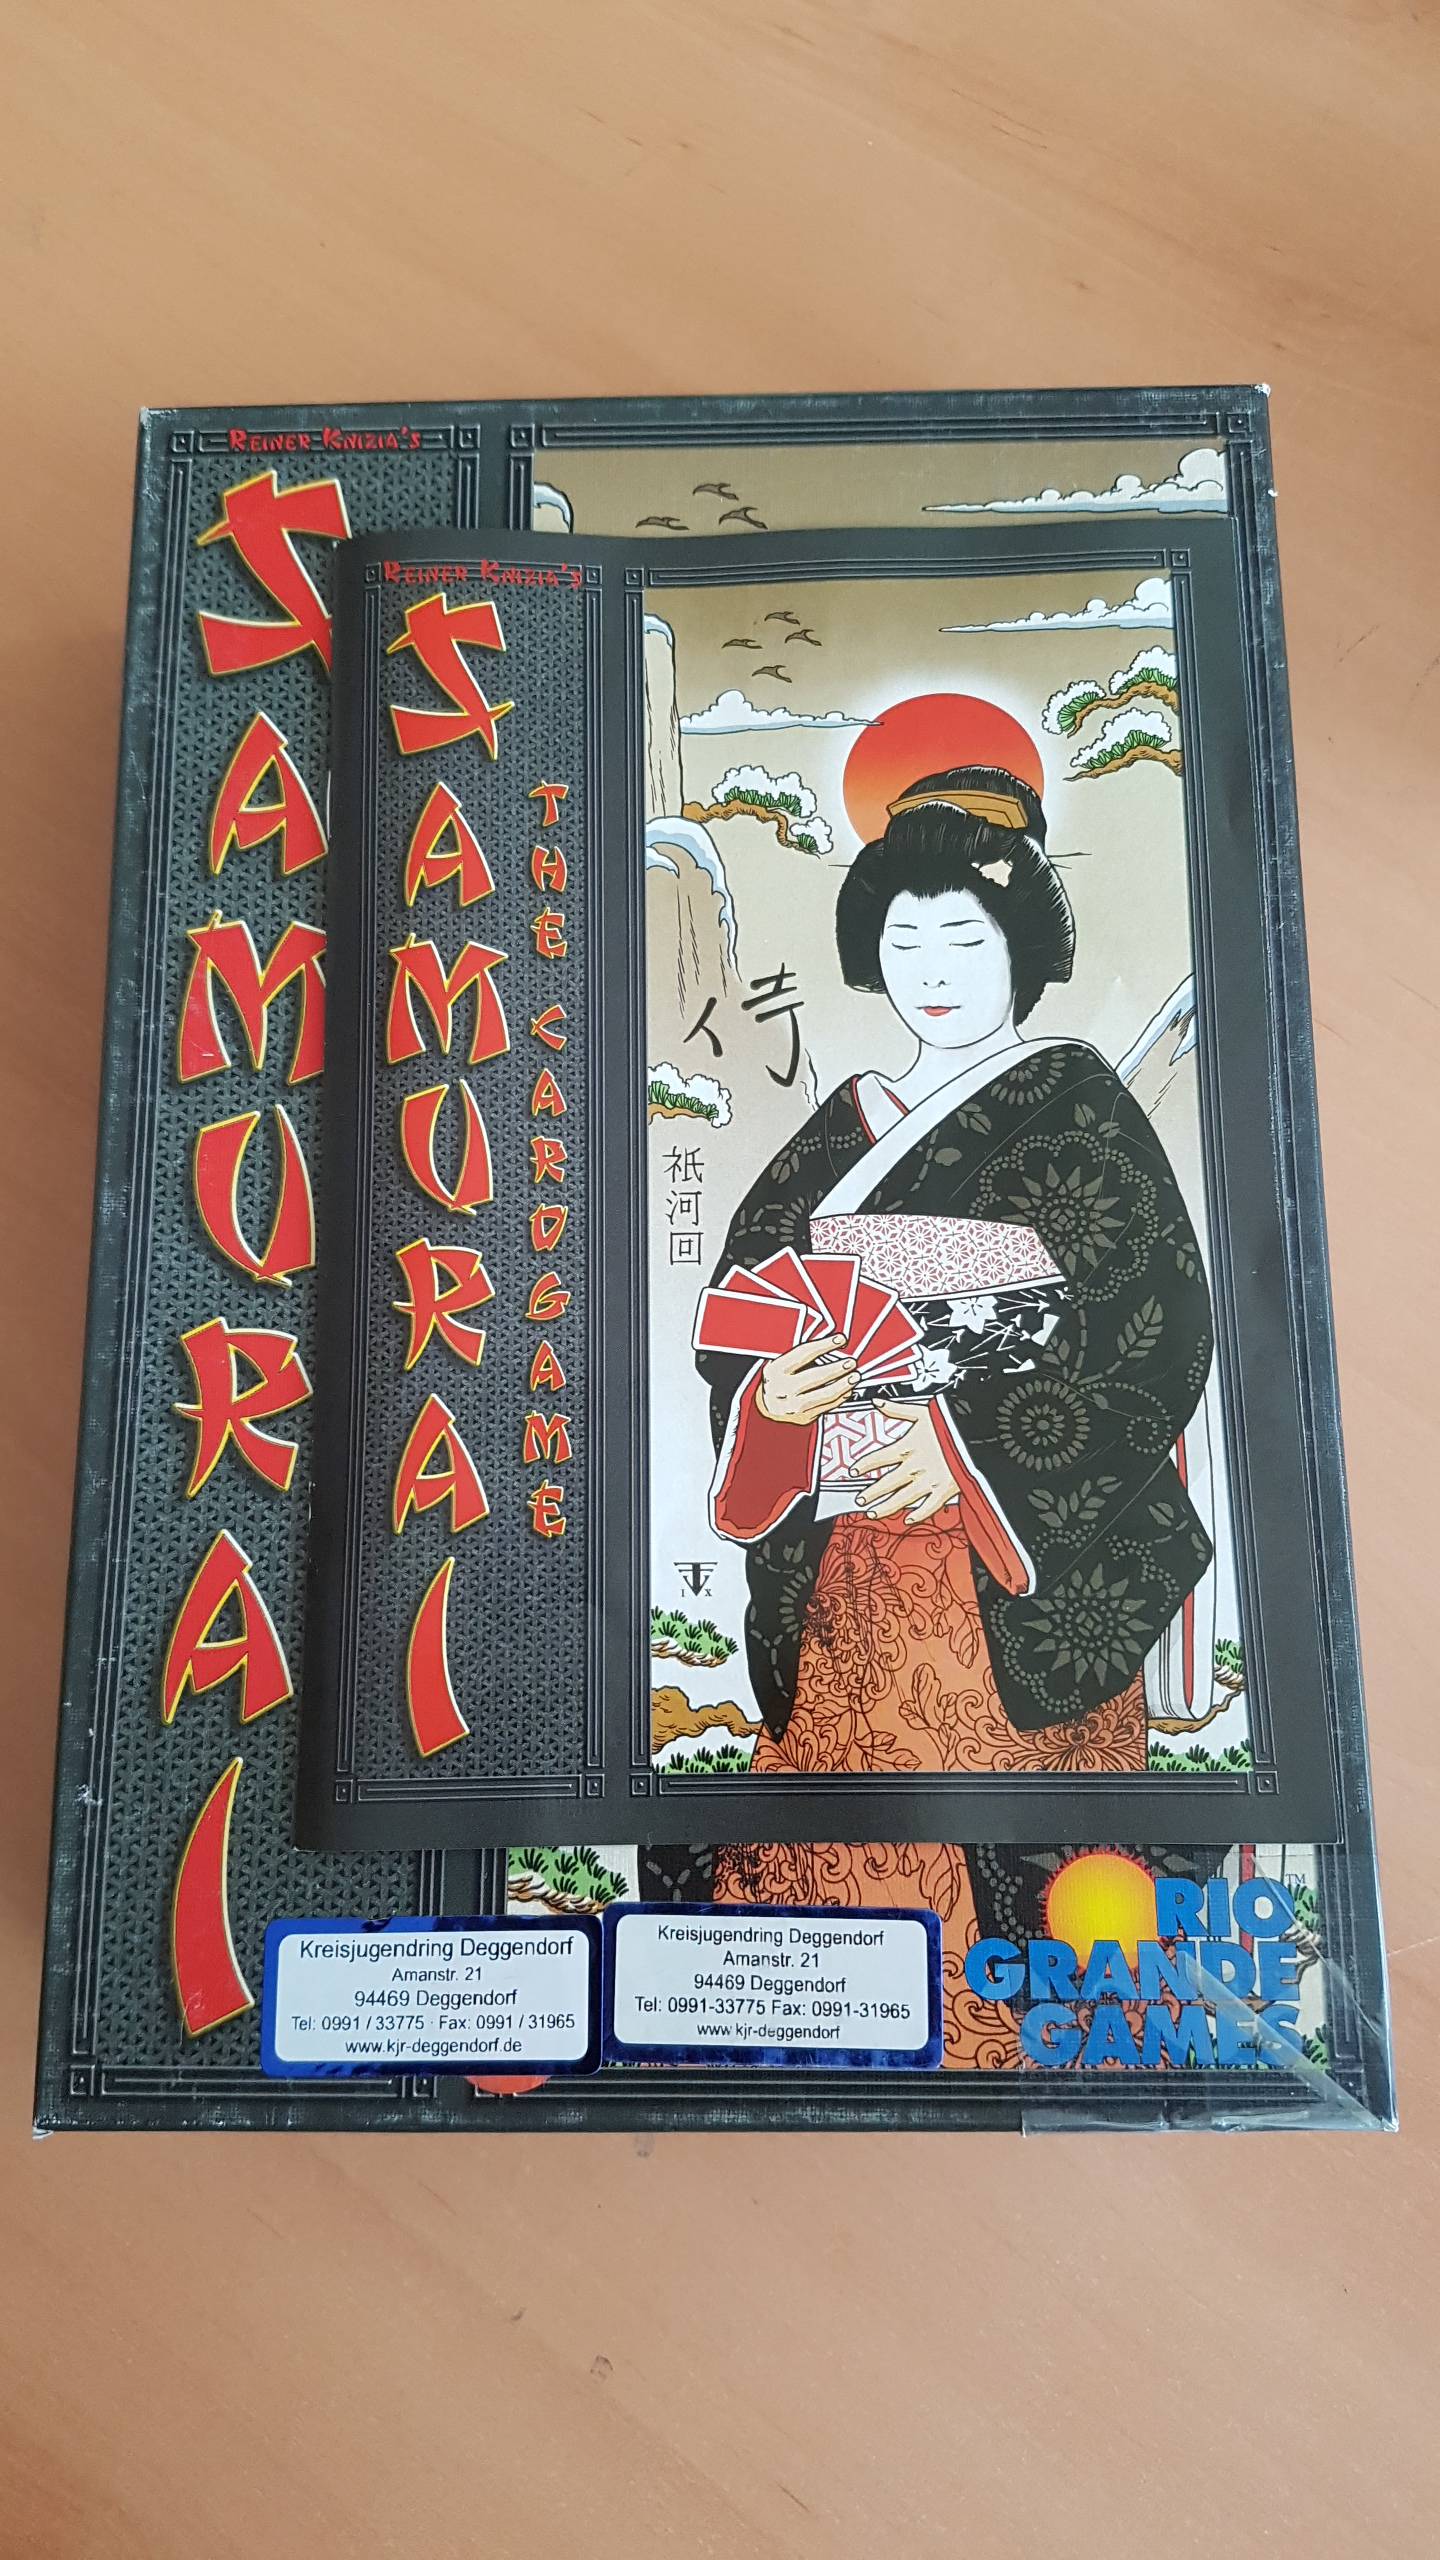 REINER KNIZIA'S
SAMURAI
REINER KNIZIA'S
SAMURAI
THE CARD GAME
侍
祇河回
I X
RIO
GRANDE
GAMES
TM
Kreisjugendring Deggendorf
Amanstr. 21
94469 Deggendorf
Tel: 0991 / 33775 · Fax: 0991 / 31965
www.kjr-deggendorf.de
Kreisjugendring Deggendorf
Amanstr. 21
94469 Deggendorf
Tel: 0991-33775 Fax: 0991-31965
www.kjr-deggendorf